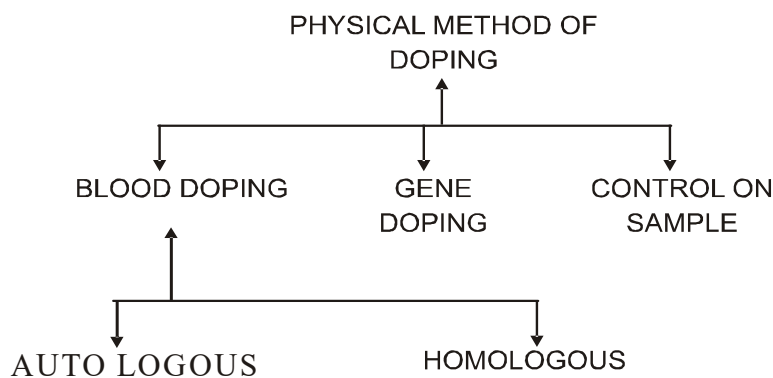 PHYSICAL METHOD OF
DOPING
BLOOD DOPING
GENE
DOPING
CONTROL ON
SAMPLE
AUTO LOGOUS
HOMOLOGOUS